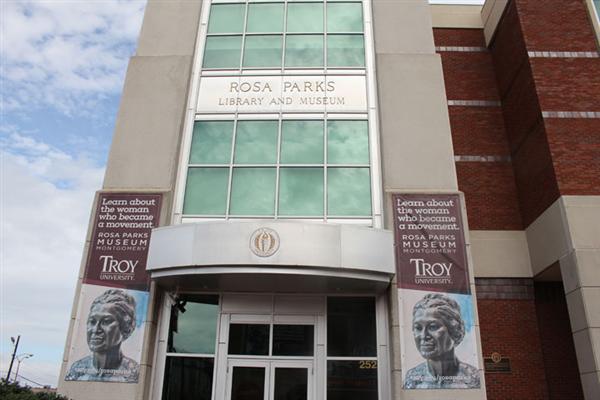 ROSA PARKS
LIBRARY AND MUSEUM
Learn about
the woman
who became
a movement.
ROSA PARKS
MUSEUM
MONTGOMERY
TROY
UNIVERSITY
Learn about
the woman
who became
a movement.
ROSA PARKS
MUSEUM
MONTGOMERY
TROY
UNIVERSITY
252